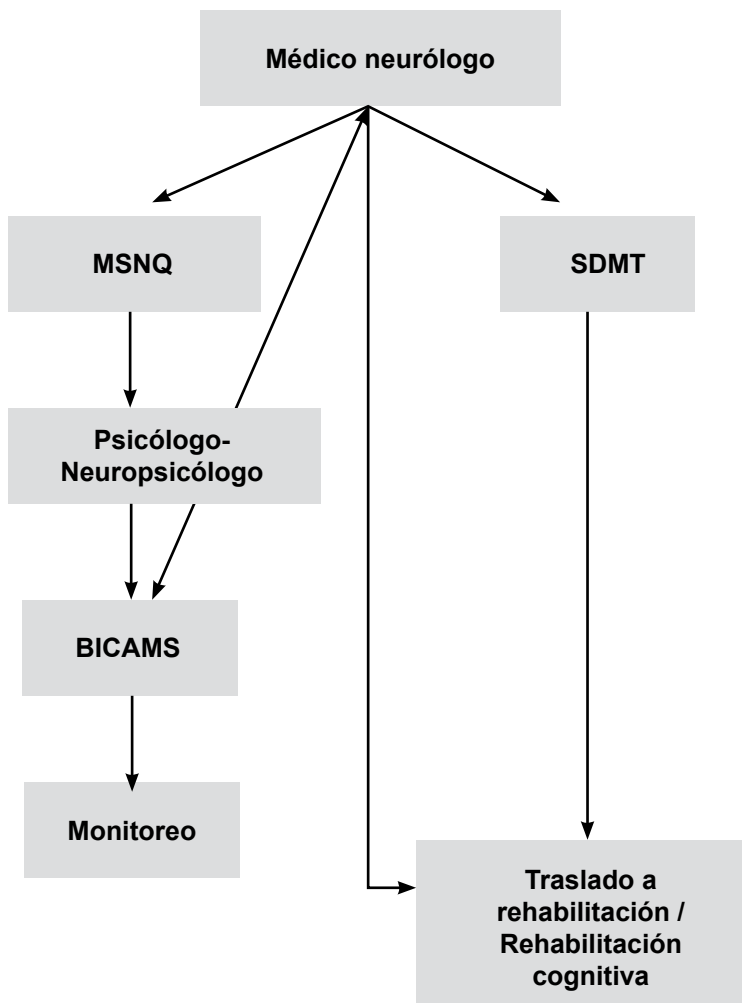 Médico neurólogo
MSNQ
SDMT
Psicólogo-
Neuropsicólogo
BICAMS
Monitoreo
Traslado a
rehabilitación /
Rehabilitación
cognitiva